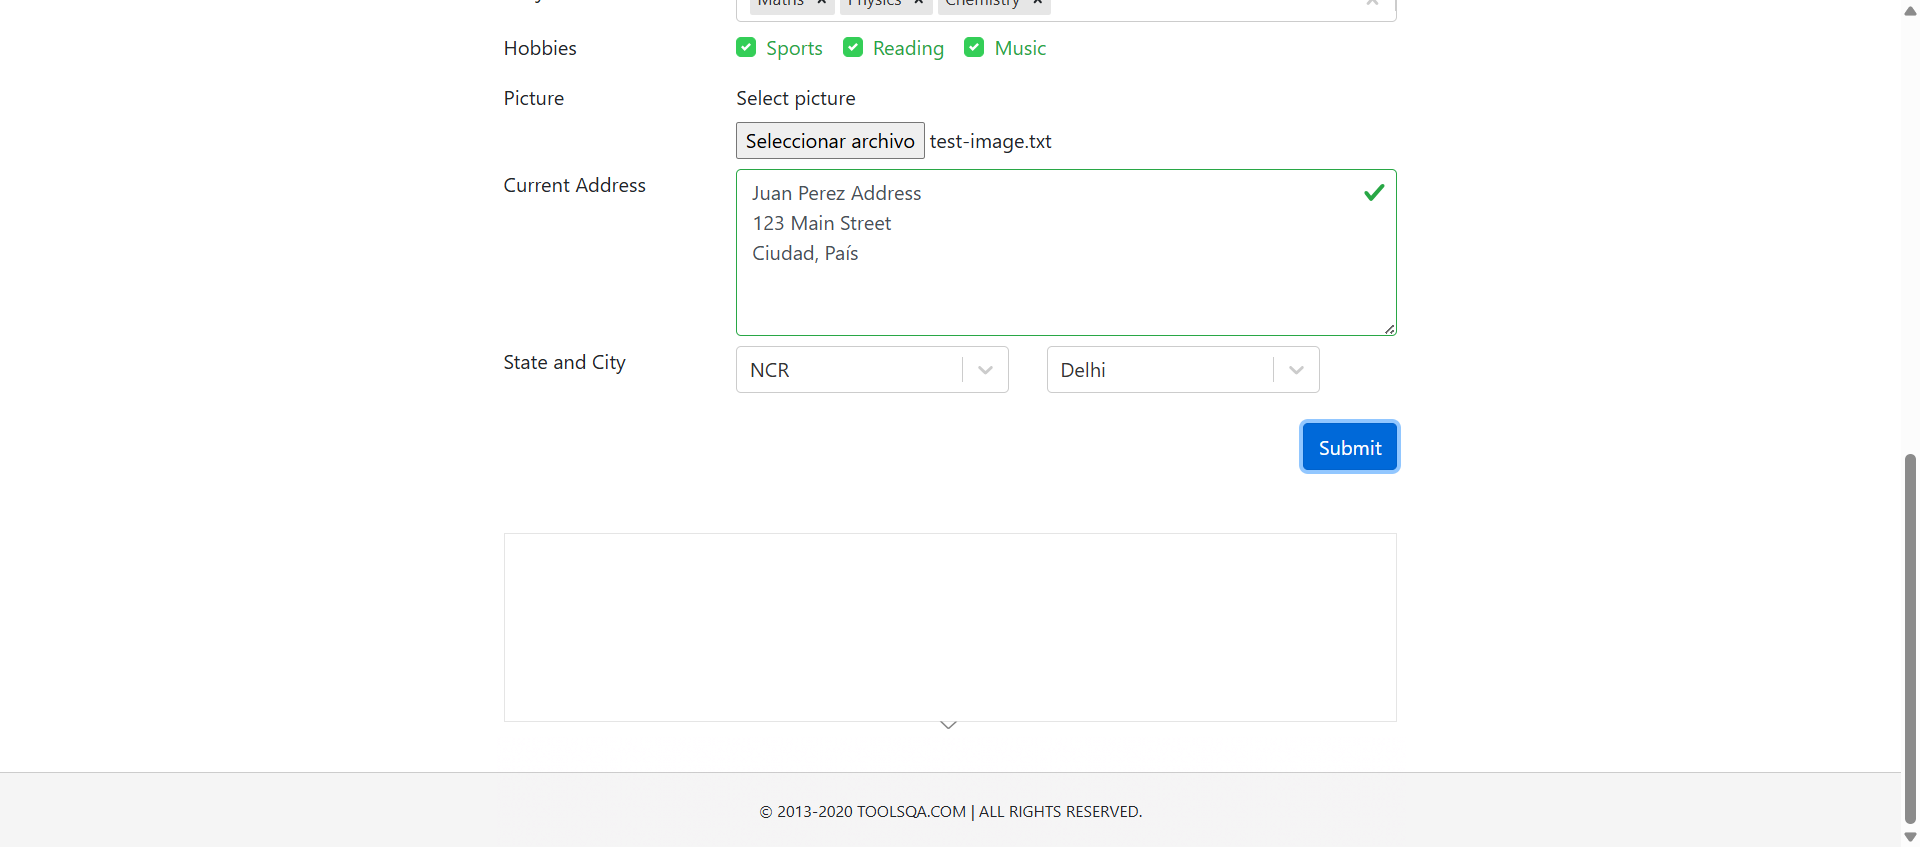 Maths Physics Chemistry
Hobbies Sports Reading Music
Picture Select picture
Seleccionar archivo test-image.txt
Current Address Juan Perez Address
123 Main Street
Ciudad, País
State and City NCR Delhi
Submit
© 2013-2020 TOOLSQA.COM | ALL RIGHTS RESERVED.